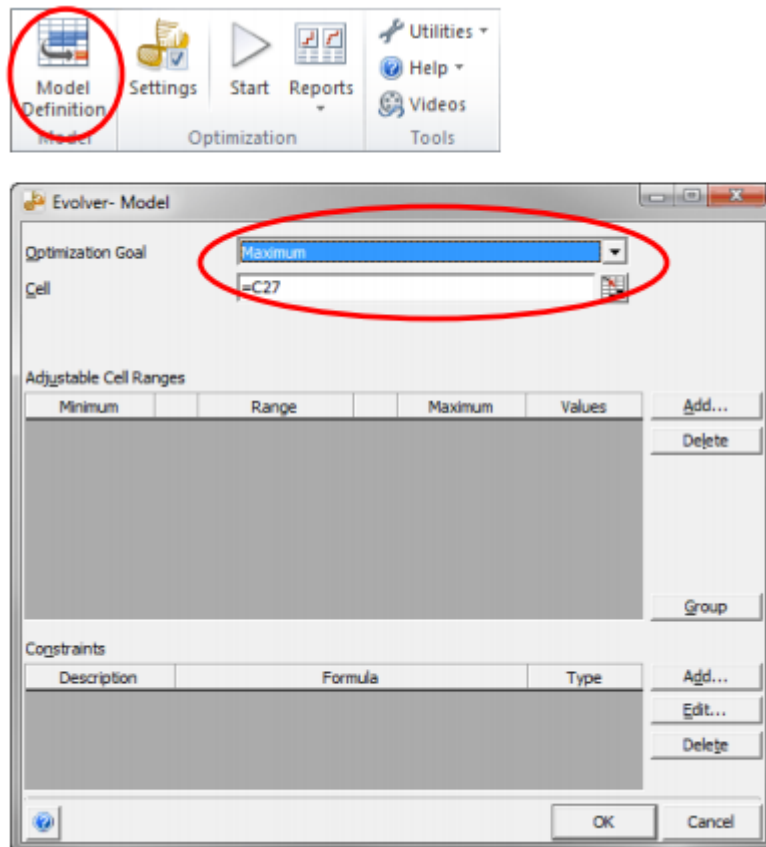 Utilities
Help
Videos
Model Definition
Settings
Start
Reports
Model
Optimization
Tools
Evolver- Model
Optimization Goal
Maximum
Cell
=C27
Adjustable Cell Ranges
Minimum Range Maximum Values
Add...
Delete
Group
Constraints
Description Formula Type
Add...
Edit...
Delete
OK Cancel